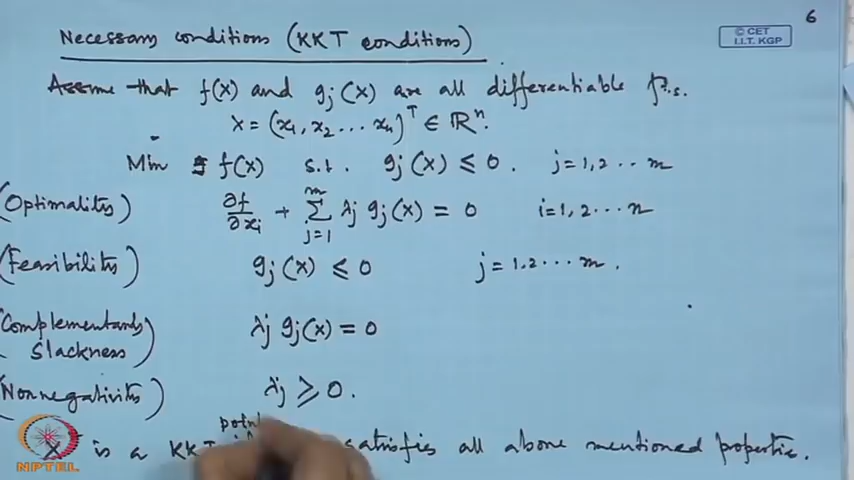 6
© CET
I.I.T. KGP
Necessary conditions (KKT conditions)
Assume that f(x) and gj(x) are all differentiable
X = (x1, x2 ... xn)^T ∈ ℝ^n.
Min f(x) s.t. gj(x) ≤ 0. j = 1, 2 ... m
(Optimality) ∂f/∂xi + Σ_{j=1}^{m} λj gj(x) = 0 i = 1, 2 ... n
(Feasibility) gj(x) ≤ 0 j = 1.2 ... m.
Complementary Slackness) λj gj(x) = 0
(Nonnegativity) λj ≥ 0.
point
X is a KKT satisfies all above mentioned
NPTEL